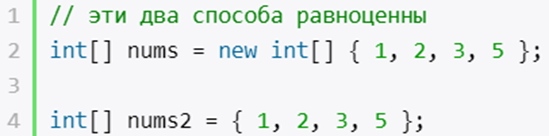 1 // эти два способа равноценны
2 int[] nums = new int[] { 1, 2, 3, 5 };
3
4 int[] nums2 = { 1, 2, 3, 5 };